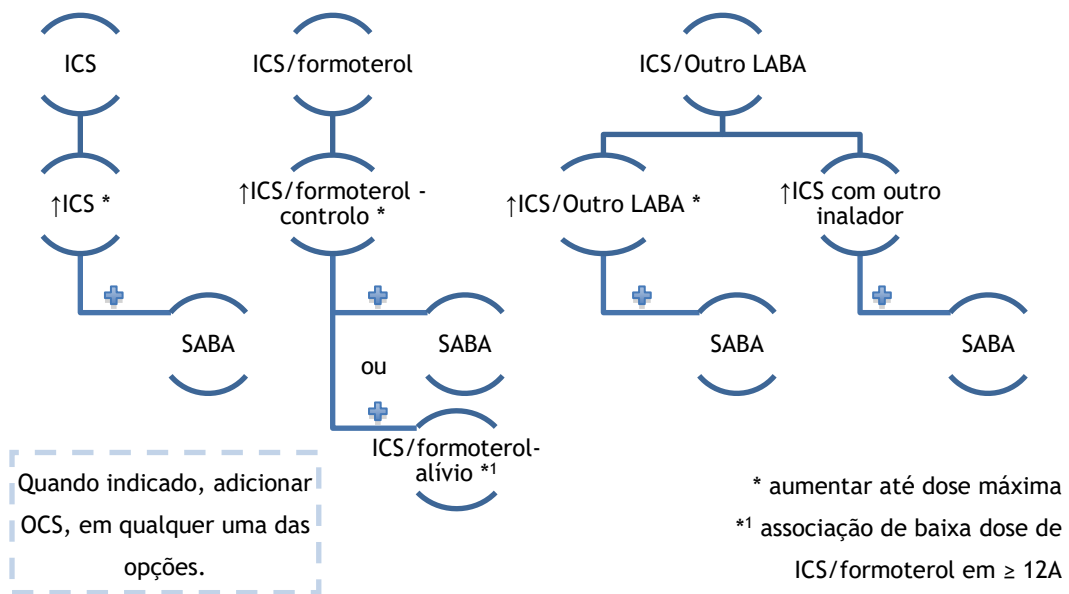 ICS
ICS/formoterol
ICS/Outro LABA
↑ICS *
↑ICS/formoterol -
controlo *
↑ICS/Outro LABA *
↑ICS com outro
inalador
SABA
SABA
SABA
SABA
ou
ICS/formoterol-
alívio *¹
Quando indicado, adicionar
OCS, em qualquer uma das
opções.
* aumentar até dose máxima
*¹ associação de baixa dose de
ICS/formoterol em ≥ 12A